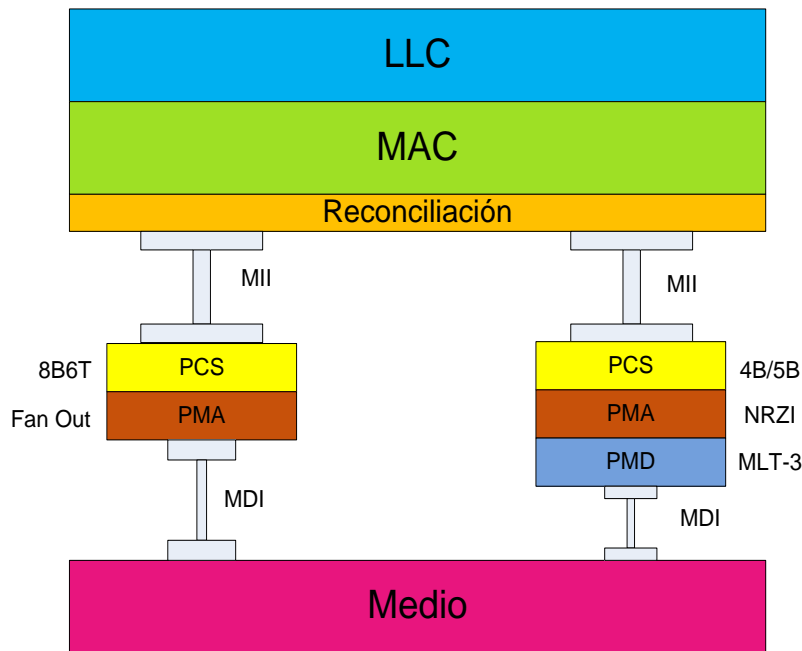 LLC
MAC
Reconciliación
MII
MII
8B6T
PCS
PCS
4B/5B
Fan Out
PMA
PMA
NRZI
PMD
MLT-3
MDI
MDI
Medio